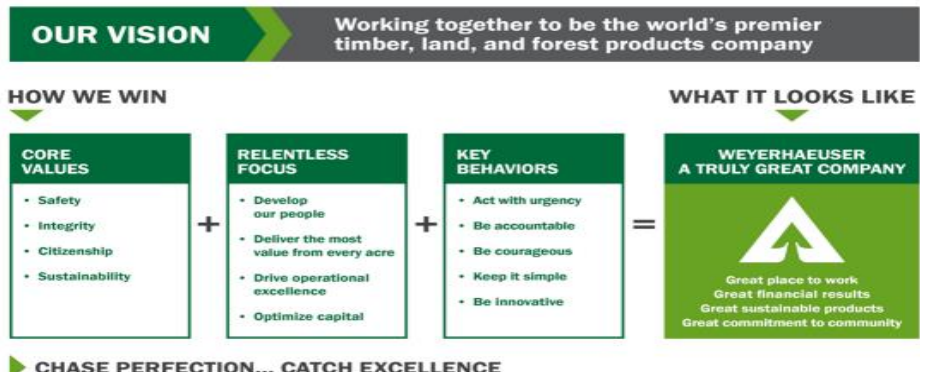 OUR VISION
Working together to be the world's premier
timber, land, and forest products company
HOW WE WIN
WHAT IT LOOKS LIKE
CORE
VALUES
• Safety
• Integrity
• Citizenship
• Sustainability
+
RELENTLESS
FOCUS
• Develop
our people
• Deliver the most
value from every acre
• Drive operational
excellence
• Optimize capital
+
KEY
BEHAVIORS
• Act with urgency
• Be accountable
• Be courageous
• Keep it simple
• Be innovative
=
WEYERHAEUSER
A TRULY GREAT COMPANY
Great place to work
Great financial results
Great sustainable products
Great commitment to community
CHASE PERFECTION... CATCH EXCELLENCE